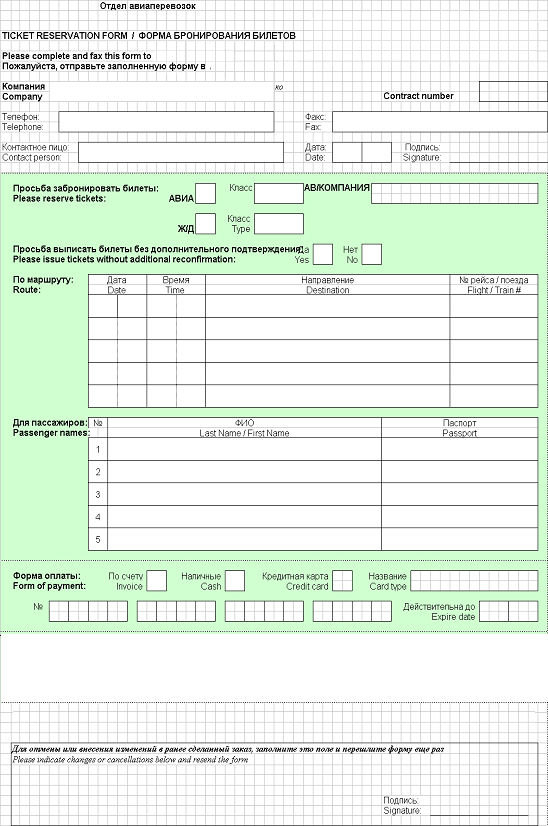 Отдел авиаперевозок
TICKET RESERVATION FORM / ФОРМА БРОНИРОВАНИЯ БИЛЕТОВ
Please complete and fax this form to
Пожалуйста, отправьте заполненную форму в .
Компания ко
Company Contract number
Телефон: Факс:
Telephone: Fax:
Контактное лицо: Дата: Подпись:
Contact person: Date: Signature:
Просьба забронировать билеты: Класс АВ/КОМПАНИЯ
Please reserve tickets: АВИА
Ж/Д Класс
Type
Просьба выписать билеты без дополнительного подтверждения: Да Нет
Please issue tickets without additional reconfirmation: Yes No
По маршруту: Дата Время Направление № рейса / поезда
Route: Date Time Destination Flight / Train #
Для пассажиров: № ФИО Паспорт
Passenger names: Last Name / First Name Passport
1
2
3
4
5
Форма оплаты: По счету Наличные Кредитная карта Название
Form of payment: Invoice Cash Credit card Card type
№ Действительна до
Expire date
Для отмены или внесения изменений в ранее сделанный заказ, заполните это поле и перешлите форму еще раз
Please indicate changes or cancellations below and resend the form
Подпись:
Signature: